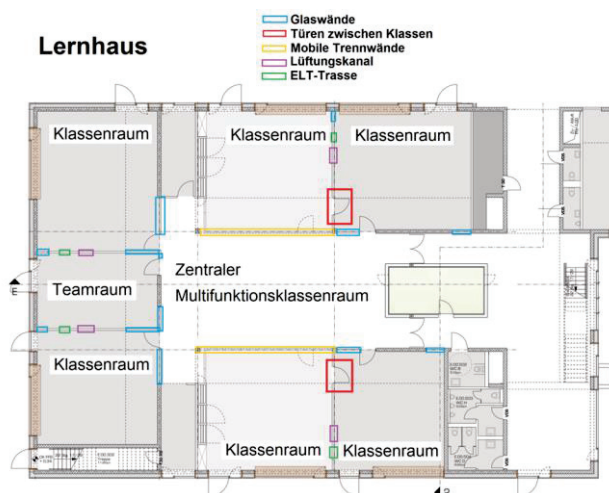 Lernhaus
Glaswände
Türen zwischen Klassen
Mobile Trennwände
Lüftungskanal
ELT-Trasse
Klassenraum
Klassenraum
Klassenraum
Zentraler
Multifunktionsklassenraum
Teamraum
Klassenraum
Klassenraum
Klassenraum
a